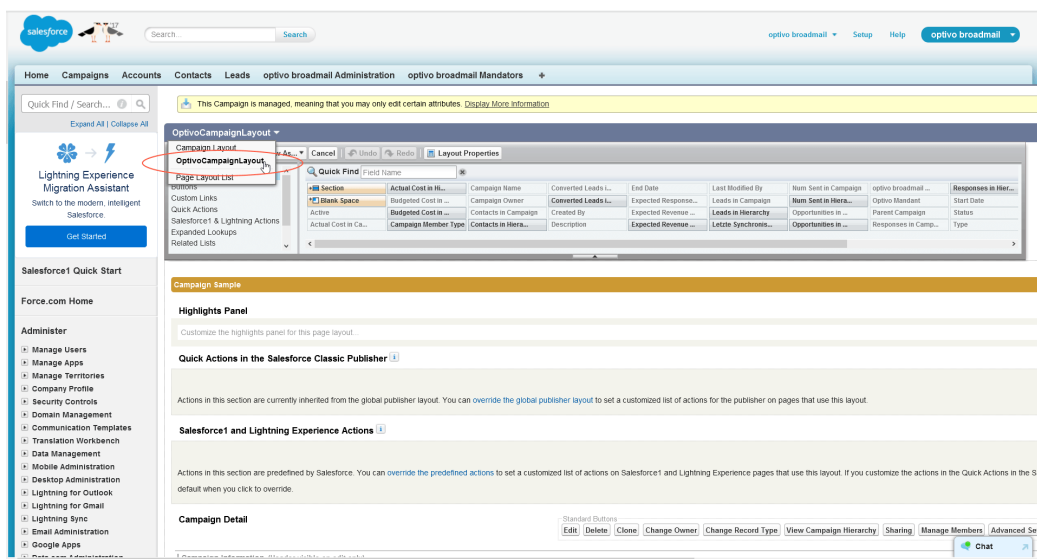 salesforce
'17
Search...
Search
optivo broadmail
Setup
Help
optivo broadmail
Home Campaigns Accounts Contacts Leads optivo broadmail Administration optivo broadmail Mandators +
Quick Find / Search...
Expand All | Collapse All
Lightning Experience
Migration Assistant
Switch to the modern, intelligent
Salesforce.
Get Started
Salesforce1 Quick Start
Force.com Home
Administer
Manage Users
Manage Apps
Manage Territories
Company Profile
Security Controls
Domain Management
Communication Templates
Translation Workbench
Data Management
Mobile Administration
Desktop Administration
Lightning for Outlook
Lightning for Gmail
Lightning Sync
Email Administration
Google Apps
Data.com Administration
This Campaign is managed, meaning that you may only edit certain attributes. Display More Information
OptivoCampaignLayout
Campaign Layout
OptivoCampaignLayout
Page Layout List
As... Cancel Undo Redo Layout Properties
Buttons
Custom Links
Quick Actions
Salesforce1 & Lightning Actions
Expanded Lookups
Related Lists
Quick Find Field Name
Section Actual Cost in Hi... Campaign Name Converted Leads i... End Date Last Modified By Num Sent in Campaign optivo broadmail ... Responses in Hier...
Blank Space Budgeted Cost in ... Campaign Owner Converted Leads i... Expected Response... Leads in Campaign Num Sent in Hiera... Optivo Mandant Start Date
Active Budgeted Cost in ... Contacts in Campaign Created By Expected Revenue ... Leads in Hierarchy Opportunities in ... Parent Campaign Status
Actual Cost in Ca... Campaign Member Type Contacts in Hiera... Description Expected Revenue ... Letzte Synchronis... Opportunities in ... Responses in Camp... Type
Campaign Sample
Highlights Panel
Customize the highlights panel for this page layout...
Quick Actions in the Salesforce Classic Publisher
Actions in this section are currently inherited from the global publisher layout. You can override the global publisher layout to set a customized list of actions for the publisher on pages that use this layout.
Salesforce1 and Lightning Experience Actions
Actions in this section are predefined by Salesforce. You can override the predefined actions to set a customized list of actions on Salesforce1 and Lightning Experience pages that use this layout. If you customize the actions in the Quick Actions in the S
default when you click to override.
Campaign Detail
Standard Buttons
Edit Delete Clone Change Owner Change Record Type View Campaign Hierarchy Sharing Manage Members Advanced Se
Chat